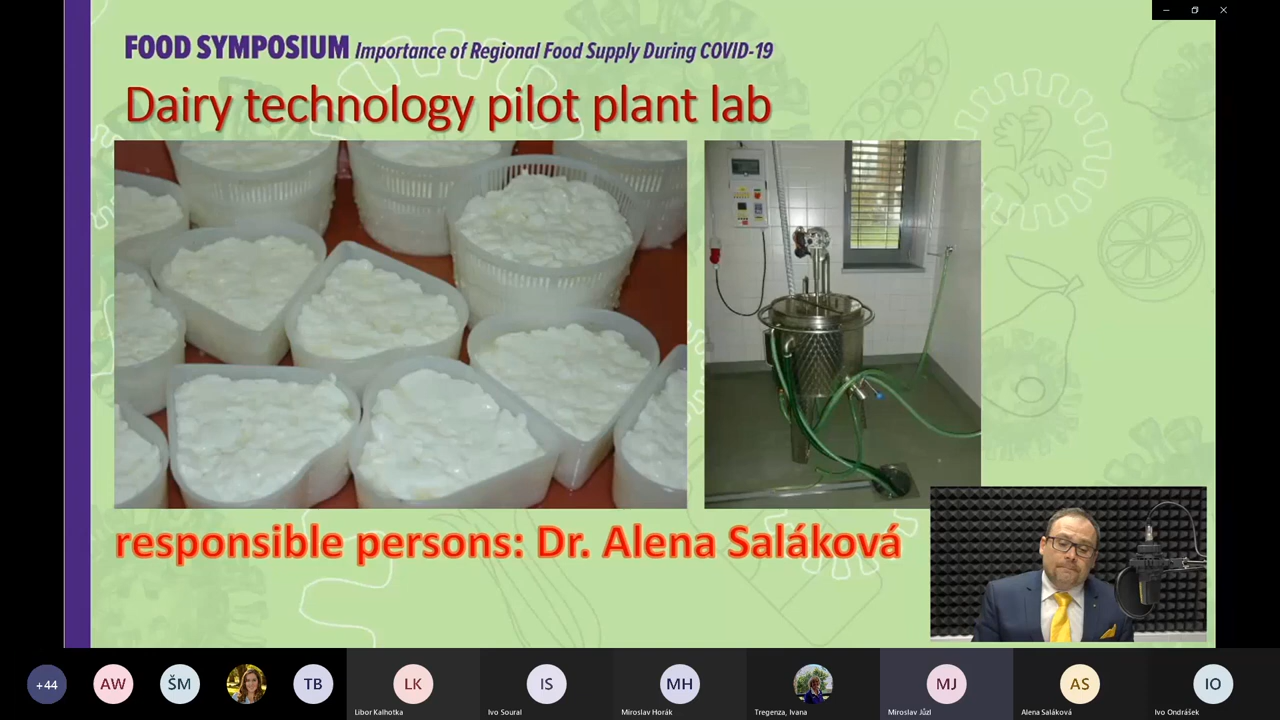 FOOD SYMPOSIUM Importance of Regional Food Supply During COVID-19
Dairy technology pilot plant lab
responsible persons: Dr. Alena Saláková
+44
AW
ŠM
TB
LK
Libor Kalhotka
IS
Ivo Soural
MH
Miroslav Horák
Tregenza, Ivana
MJ
Miroslav Jůzl
AS
Alena Saláková
IO
Ivo Ondrášek